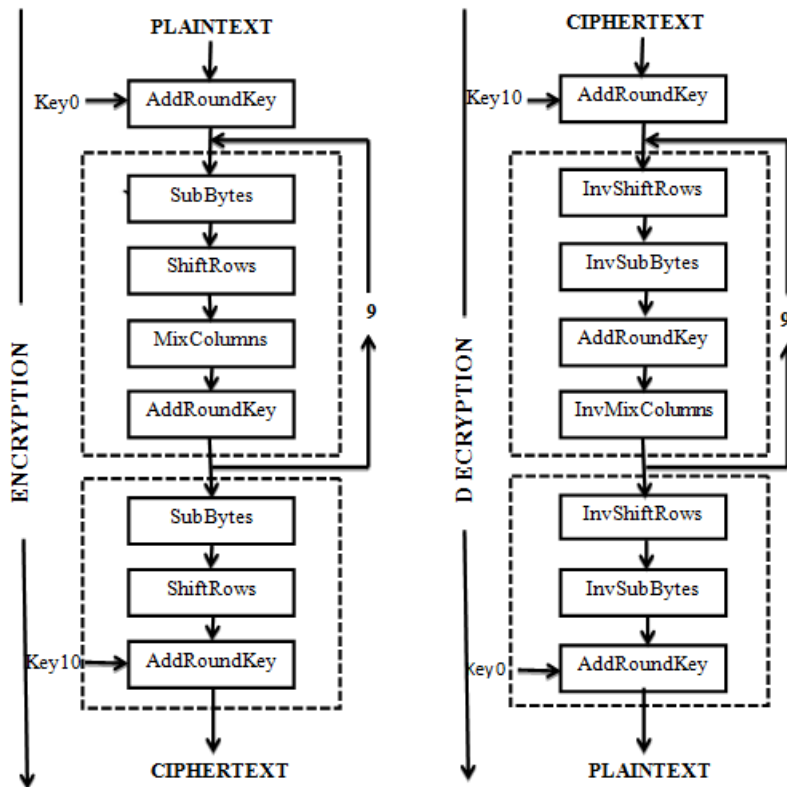 PLAINTEXT
Key0
AddRoundKey
SubBytes
ShiftRows
MixColumns
AddRoundKey
9
SubBytes
ShiftRows
Key10
AddRoundKey
CIPHERTEXT
ENCRYPTION
CIPHERTEXT
Key10
AddRoundKey
InvShiftRows
InvSubBytes
AddRoundKey
InvMixColumns
9
InvShiftRows
InvSubBytes
Key0
AddRoundKey
PLAINTEXT
DECRYPTION